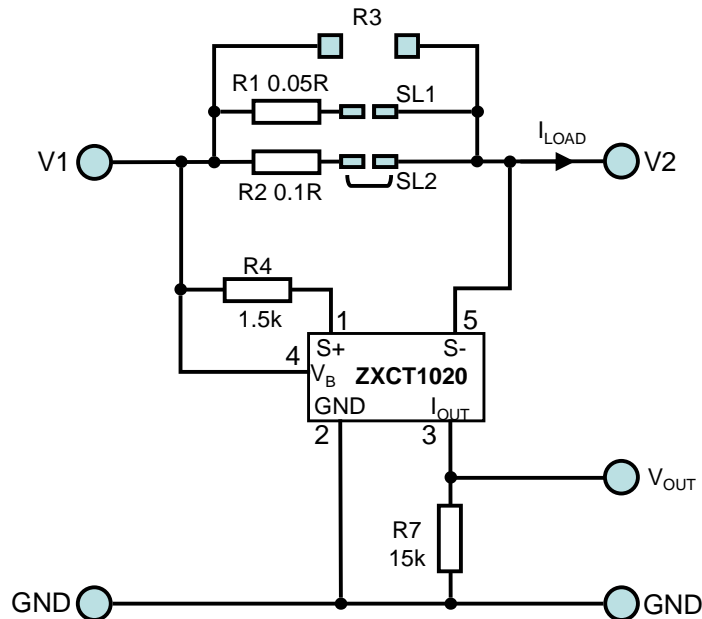 R3
R1 0.05R
SL1
V1
I_LOAD
V2
R2 0.1R
SL2
R4
1.5k
1
5
S+
S-
4
V_B
ZXCT1020
GND
I_OUT
2
3
V_OUT
R7
15k
GND
GND